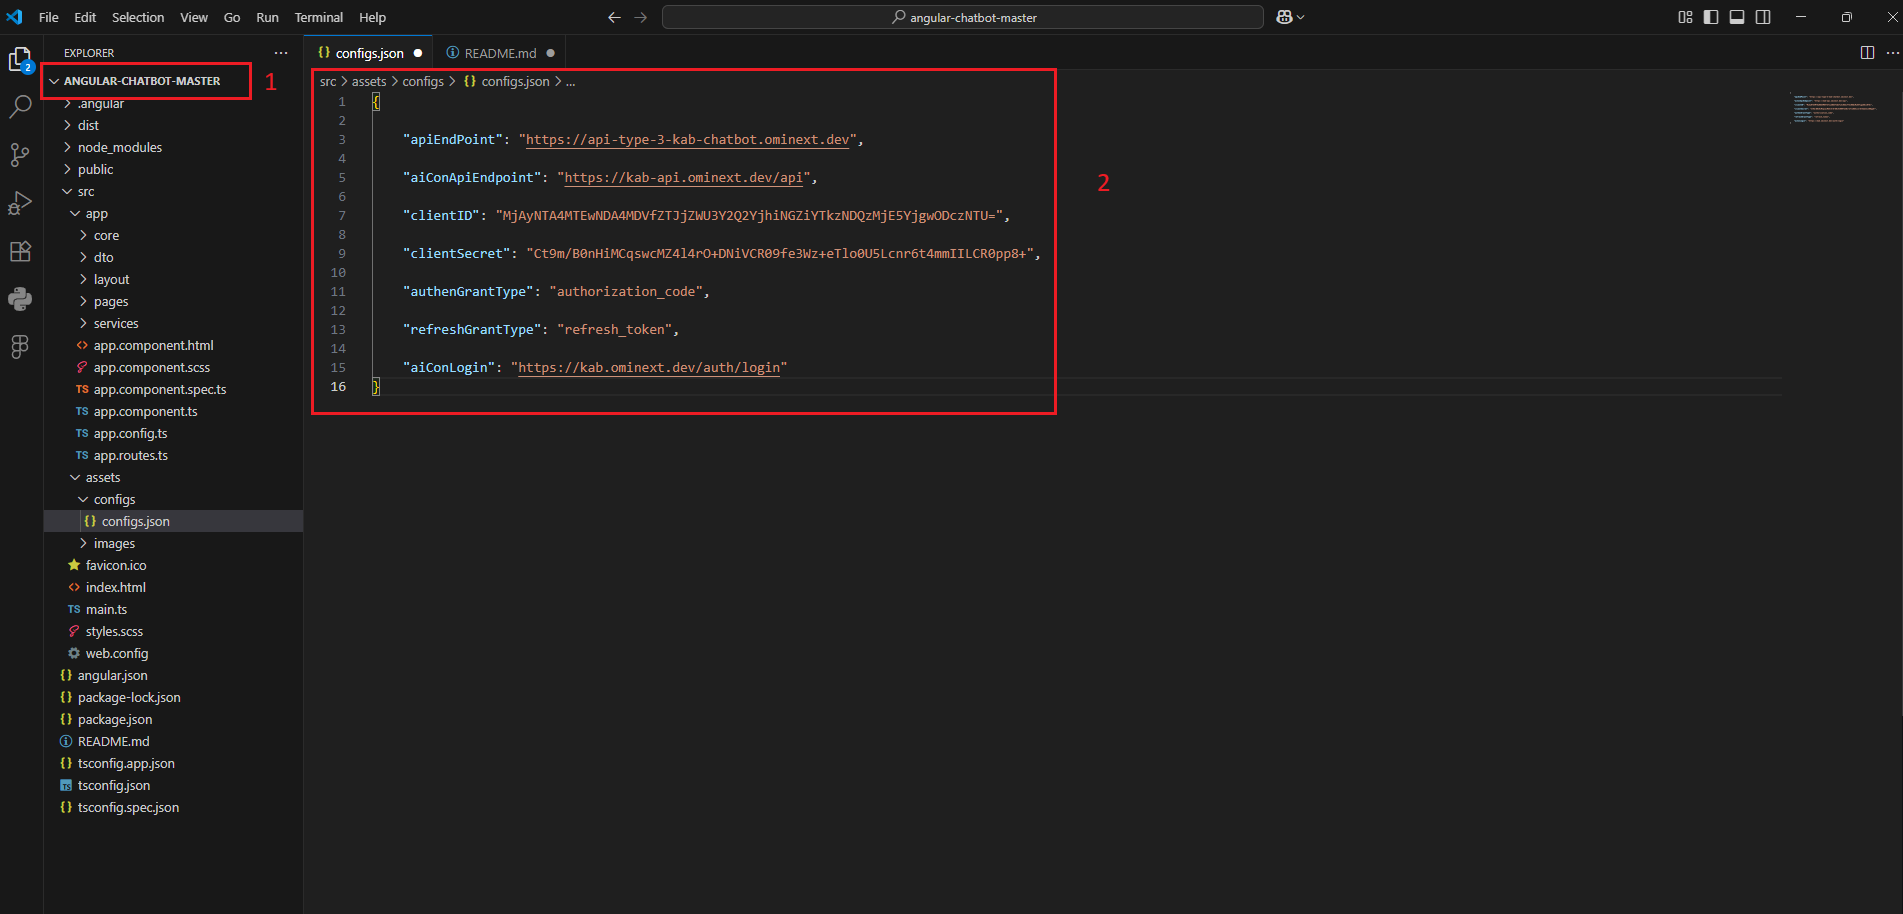 File Edit Selection View Go Run Terminal Help
angular-chatbot-master
EXPLORER
ANGULAR-CHATBOT-MASTER
1
.angular
dist
node_modules
public
src
app
core
dto
layout
pages
services
app.component.html
app.component.scss
TS app.component.spec.ts
TS app.component.ts
TS app.config.ts
TS app.routes.ts
assets
configs
{} configs.json
images
favicon.ico
index.html
TS main.ts
styles.scss
web.config
{} angular.json
{} package-lock.json
{} package.json
README.md
{} tsconfig.app.json
TS tsconfig.json
{} tsconfig.spec.json
2
{} configs.json
README.md
src > assets > configs > {} configs.json > ...
1 {
2
3 "apiEndPoint": "https://api-type-3-kab-chatbot.ominext.dev",
4
5 "aiConApiEndpoint": "https://kab-api.ominext.dev/api",
6
7 "clientID": "MjAyNTA4MTEwNDA4MDVfZTJjZWU3Y2Q2YjhiNGZiYTkzNDQzMjE5YjgwODczNTU=",
8
9 "clientSecret": "Ct9m/B0nHiMCqswcMZ4l4rO+DNiVCR09fe3Wz+eTlo0U5Lcnr6t4mmIILCR0pp8+",
10
11 "authenGrantType": "authorization_code",
12
13 "refreshGrantType": "refresh_token",
14
15 "aiConLogin": "https://kab.ominext.dev/auth/login"
16 }
2